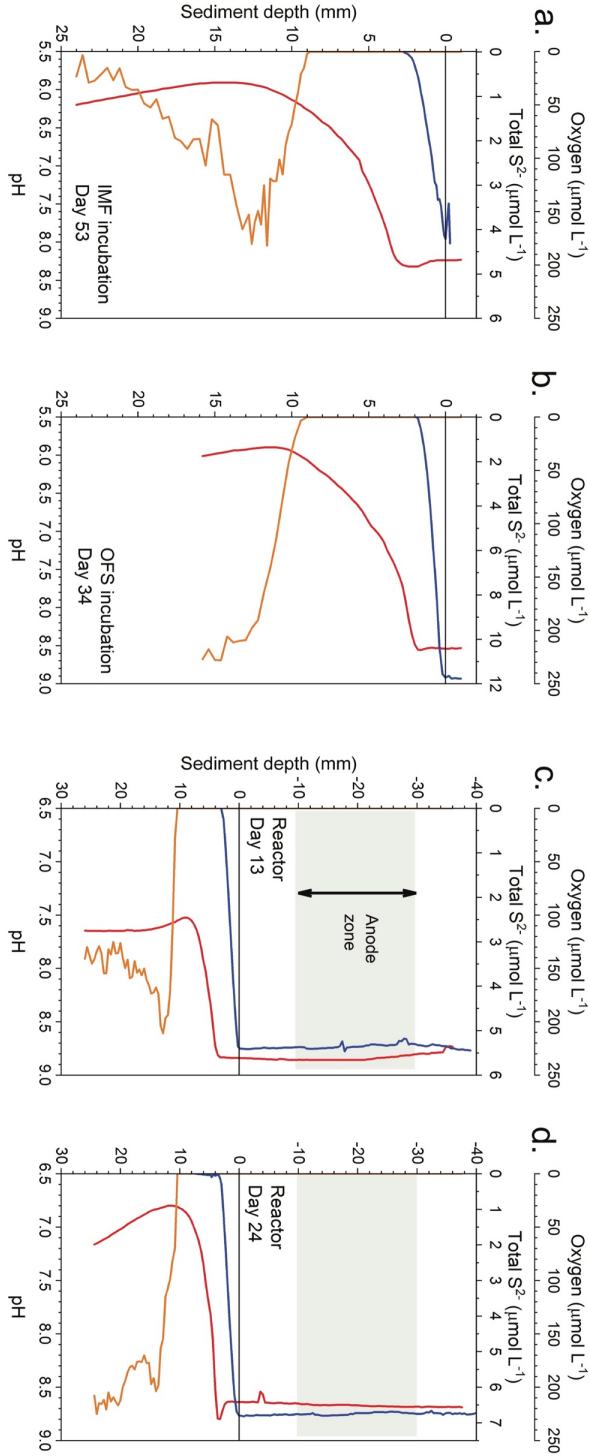 a.
Oxygen (µmol L⁻¹)
0 50 100 150 200 250
Total S²⁻ (µmol L⁻¹)
0 1 2 3 4 5 6
Sediment depth (mm)
0
5
10
15
20
25
IMF incubation
Day 53
5.5 6.0 6.5 7.0 7.5 8.0 8.5 9.0
pH
b.
Oxygen (µmol L⁻¹)
0 50 100 150 200 250
Total S²⁻ (µmol L⁻¹)
0 2 4 6 8 10 12
0
5
10
15
20
25
OFS incubation
Day 34
5.5 6.0 6.5 7.0 7.5 8.0 8.5 9.0
pH
c.
Oxygen (µmol L⁻¹)
0 50 100 150 200 250
Total S²⁻ (µmol L⁻¹)
0 1 2 3 4 5 6
Sediment depth (mm)
-40
-30
-20
-10
0
10
20
30
Anode
zone
Reactor
Day 13
6.5 7.0 7.5 8.0 8.5 9.0
pH
d.
Oxygen (µmol L⁻¹)
0 50 100 150 200 250
Total S²⁻ (µmol L⁻¹)
0 1 2 3 4 5 6 7
-40
-30
-20
-10
0
10
20
30
Reactor
Day 24
6.5 7.0 7.5 8.0 8.5 9.0
pH